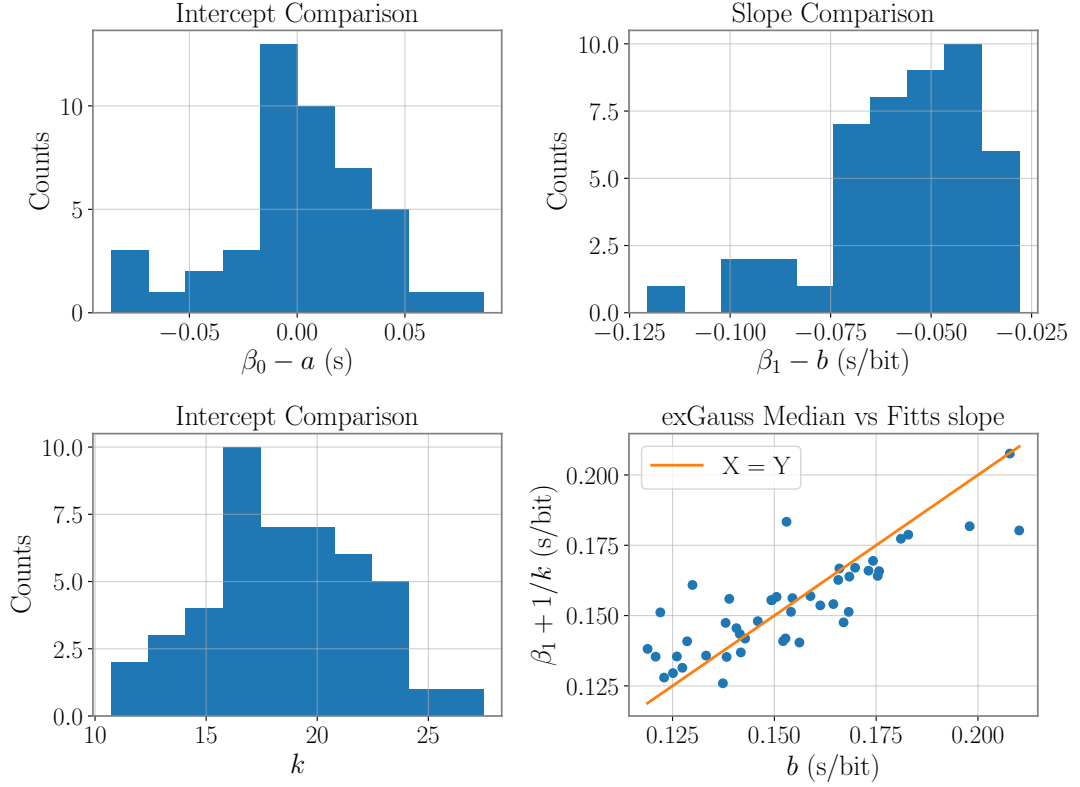 Intercept Comparison
10
5
0
Counts
−0.05
0.00
0.05
β₀ − a (s)
Slope Comparison
10.0
7.5
5.0
2.5
0.0
Counts
−0.125
−0.100
−0.075
−0.050
−0.025
β₁ − b (s/bit)
Intercept Comparison
10.0
7.5
5.0
2.5
0.0
Counts
10
15
20
25
k
exGauss Median vs Fitts slope
X = Y
0.200
0.175
0.150
0.125
β₁ + 1/k (s/bit)
0.125
0.150
0.175
0.200
b (s/bit)